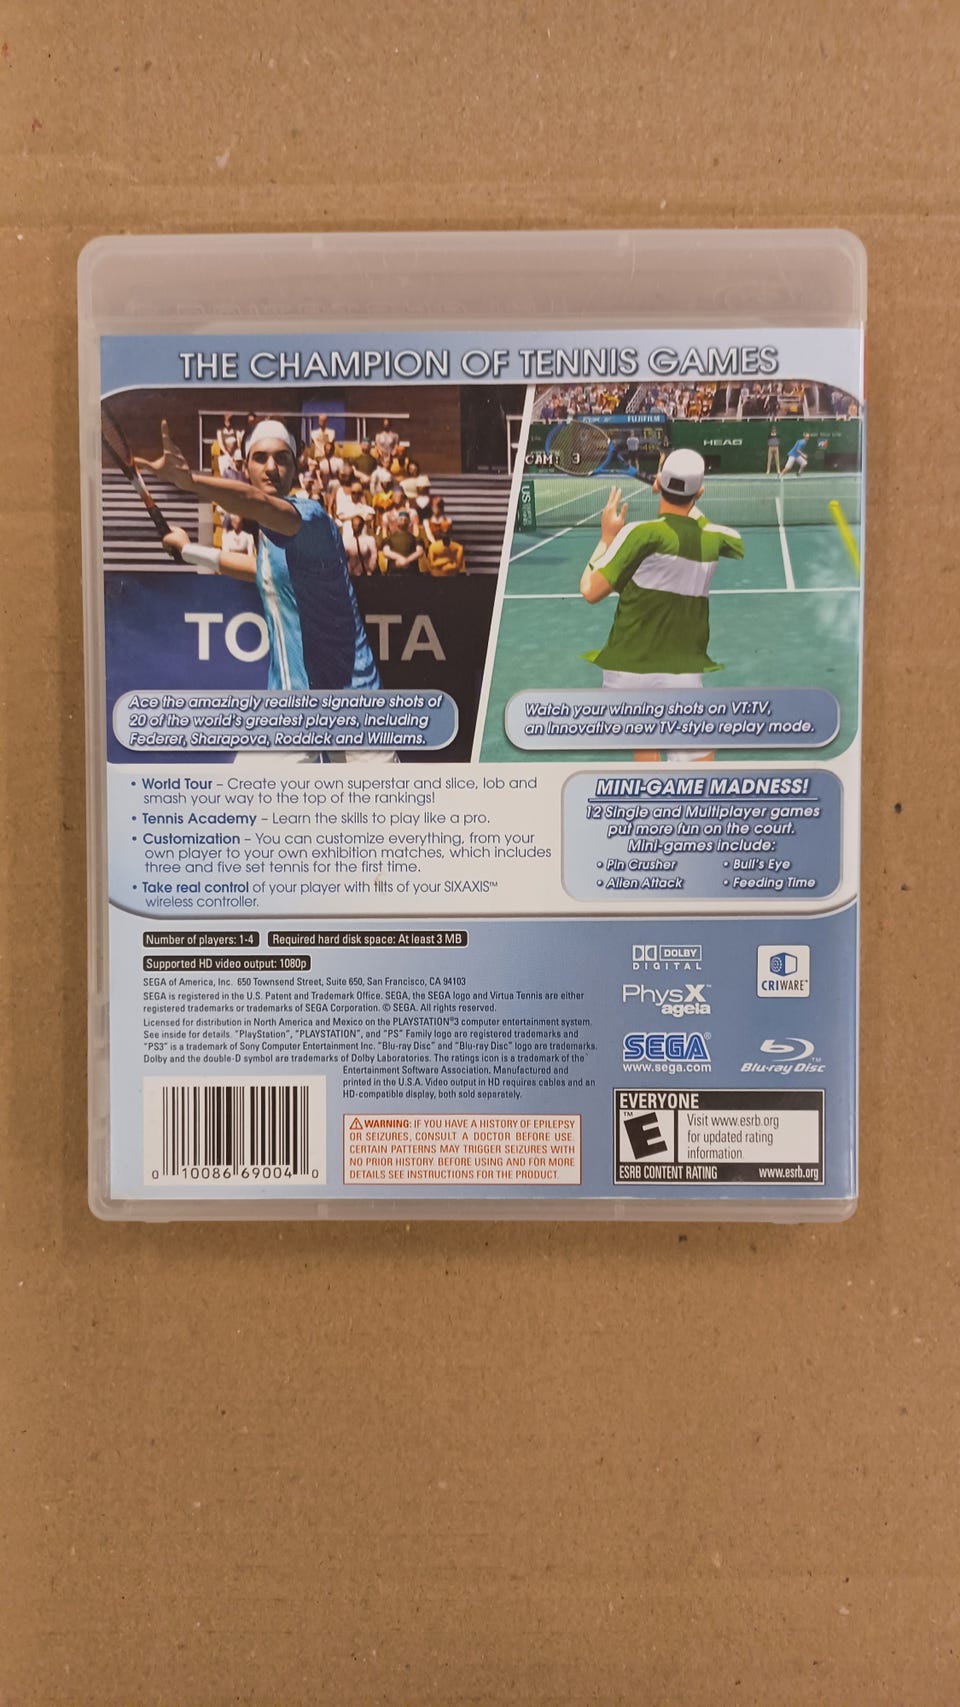 THE CHAMPION OF TENNIS GAMES
TO TA
CAM: 3
FUJIFILM
HEAD
US
Ace the amazingly realistic signature shots of
20 of the world's greatest players, including
Federer, Sharapova, Roddick and Williams.
Watch your winning shots on VT:TV,
an innovative new TV-style replay mode.
• World Tour – Create your own superstar and slice, lob and
smash your way to the top of the rankings!
• Tennis Academy – Learn the skills to play like a pro.
• Customization – You can customize everything, from your
own player to your own exhibition matches, which includes
three and five set tennis for the first time.
• Take real control of your player with tilts of your SIXAXIS™
wireless controller.
MINI-GAME MADNESS!
12 Single and Multiplayer games
put more fun on the court.
Mini-games include:
• Pin Crusher • Bull's Eye
• Alien Attack • Feeding Time
Number of players: 1-4 Required hard disk space: At least 3 MB
Supported HD video output: 1080p
SEGA of America, Inc. 650 Townsend Street, Suite 650, San Francisco, CA 94103
SEGA is registered in the U.S. Patent and Trademark Office. SEGA, the SEGA logo and Virtua Tennis are either
registered trademarks or trademarks of SEGA Corporation. © SEGA. All rights reserved.
Licensed for distribution in North America and Mexico on the PLAYSTATION®3 computer entertainment system.
See inside for details. "PlayStation", "PLAYSTATION", and "PS" Family logo are registered trademarks and
"PS3" is a trademark of Sony Computer Entertainment Inc. "Blu-ray Disc" and "Blu-ray Disc" logo are trademarks.
Dolby and the double-D symbol are trademarks of Dolby Laboratories. The ratings icon is a trademark of the
Entertainment Software Association. Manufactured and
printed in the U.S.A. Video output in HD requires cables and an
HD-compatible display, both sold separately.
DOLBY
DIGITAL
CRIWARE™
PhysX™
ageia
SEGA®
www.sega.com
Blu-ray Disc™
0 10086 69004 0
WARNING: IF YOU HAVE A HISTORY OF EPILEPSY
OR SEIZURES, CONSULT A DOCTOR BEFORE USE.
CERTAIN PATTERNS MAY TRIGGER SEIZURES WITH
NO PRIOR HISTORY. BEFORE USING AND FOR MORE
DETAILS SEE INSTRUCTIONS FOR THE PRODUCT.
EVERYONE
™
E
Visit www.esrb.org
for updated rating
information.
ESRB CONTENT RATING www.esrb.org